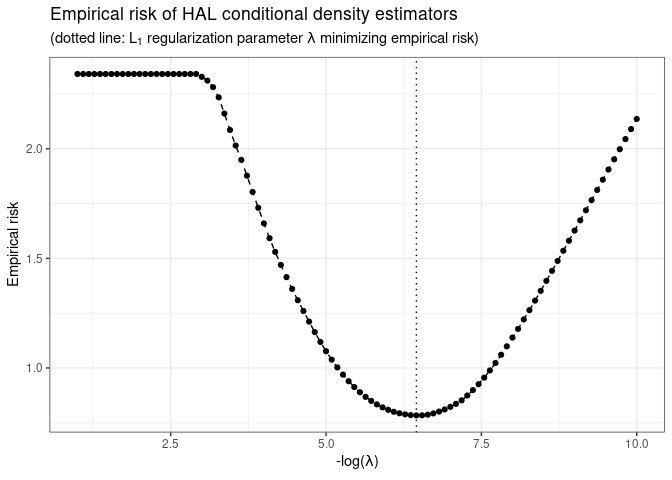 Empirical risk of HAL conditional density estimators
(dotted line: L₁ regularization parameter λ minimizing empirical risk)
Empirical risk
2.0
1.5
1.0
2.5 5.0 7.5 10.0
-log(λ)